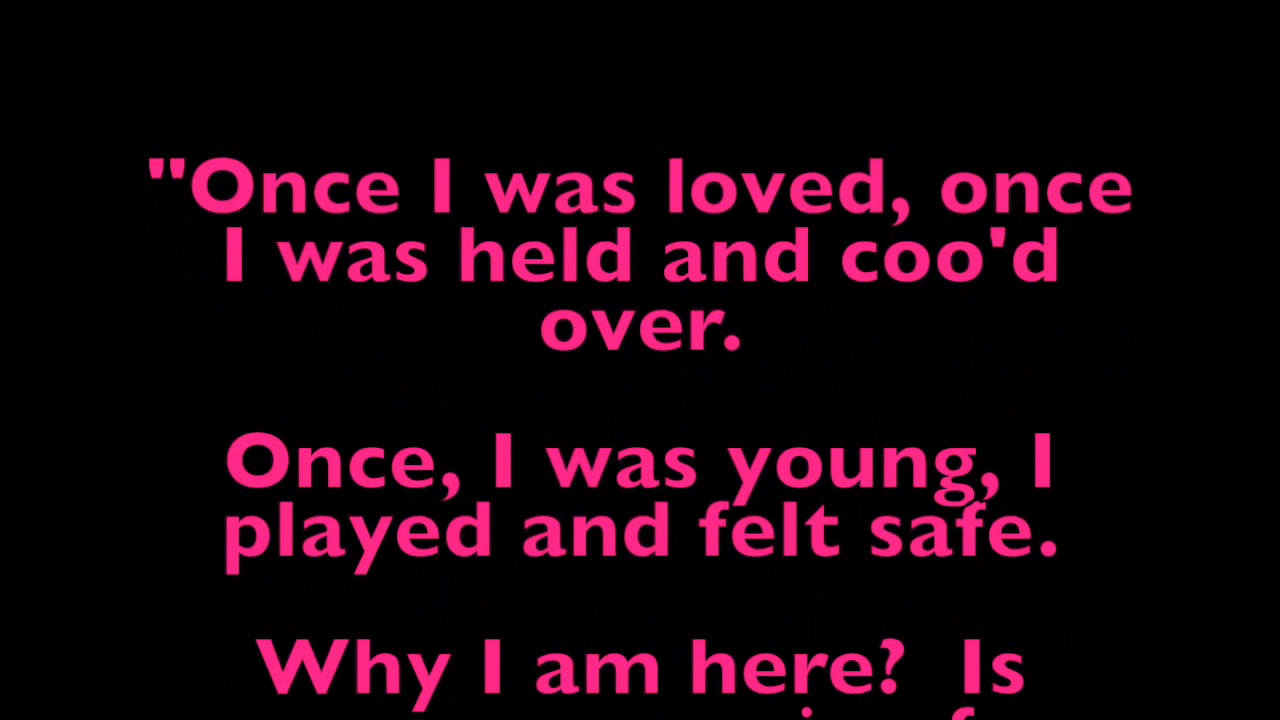 "Once I was loved, once
I was held and coo'd
over.
Once, I was young, I
played and felt safe.
Why I am here?  Is